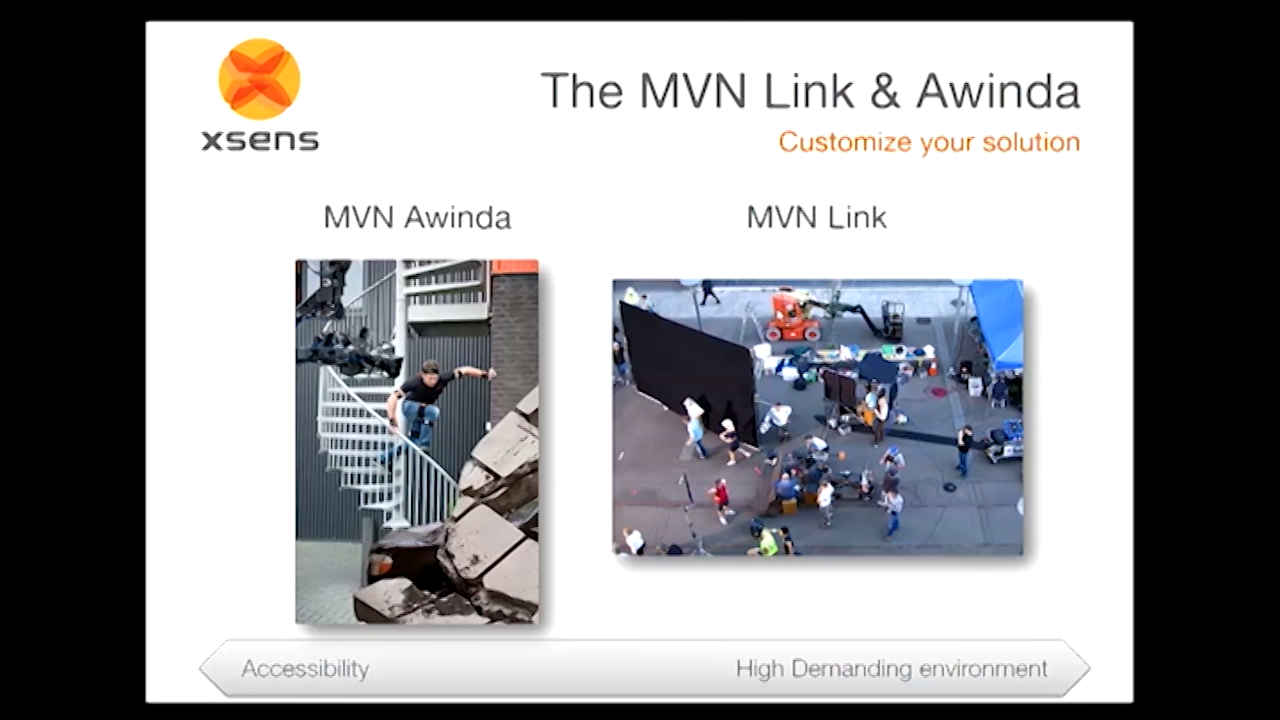 xsens
The MVN Link & Awinda
Customize your solution
MVN Awinda
MVN Link
Accessibility
High Demanding environment